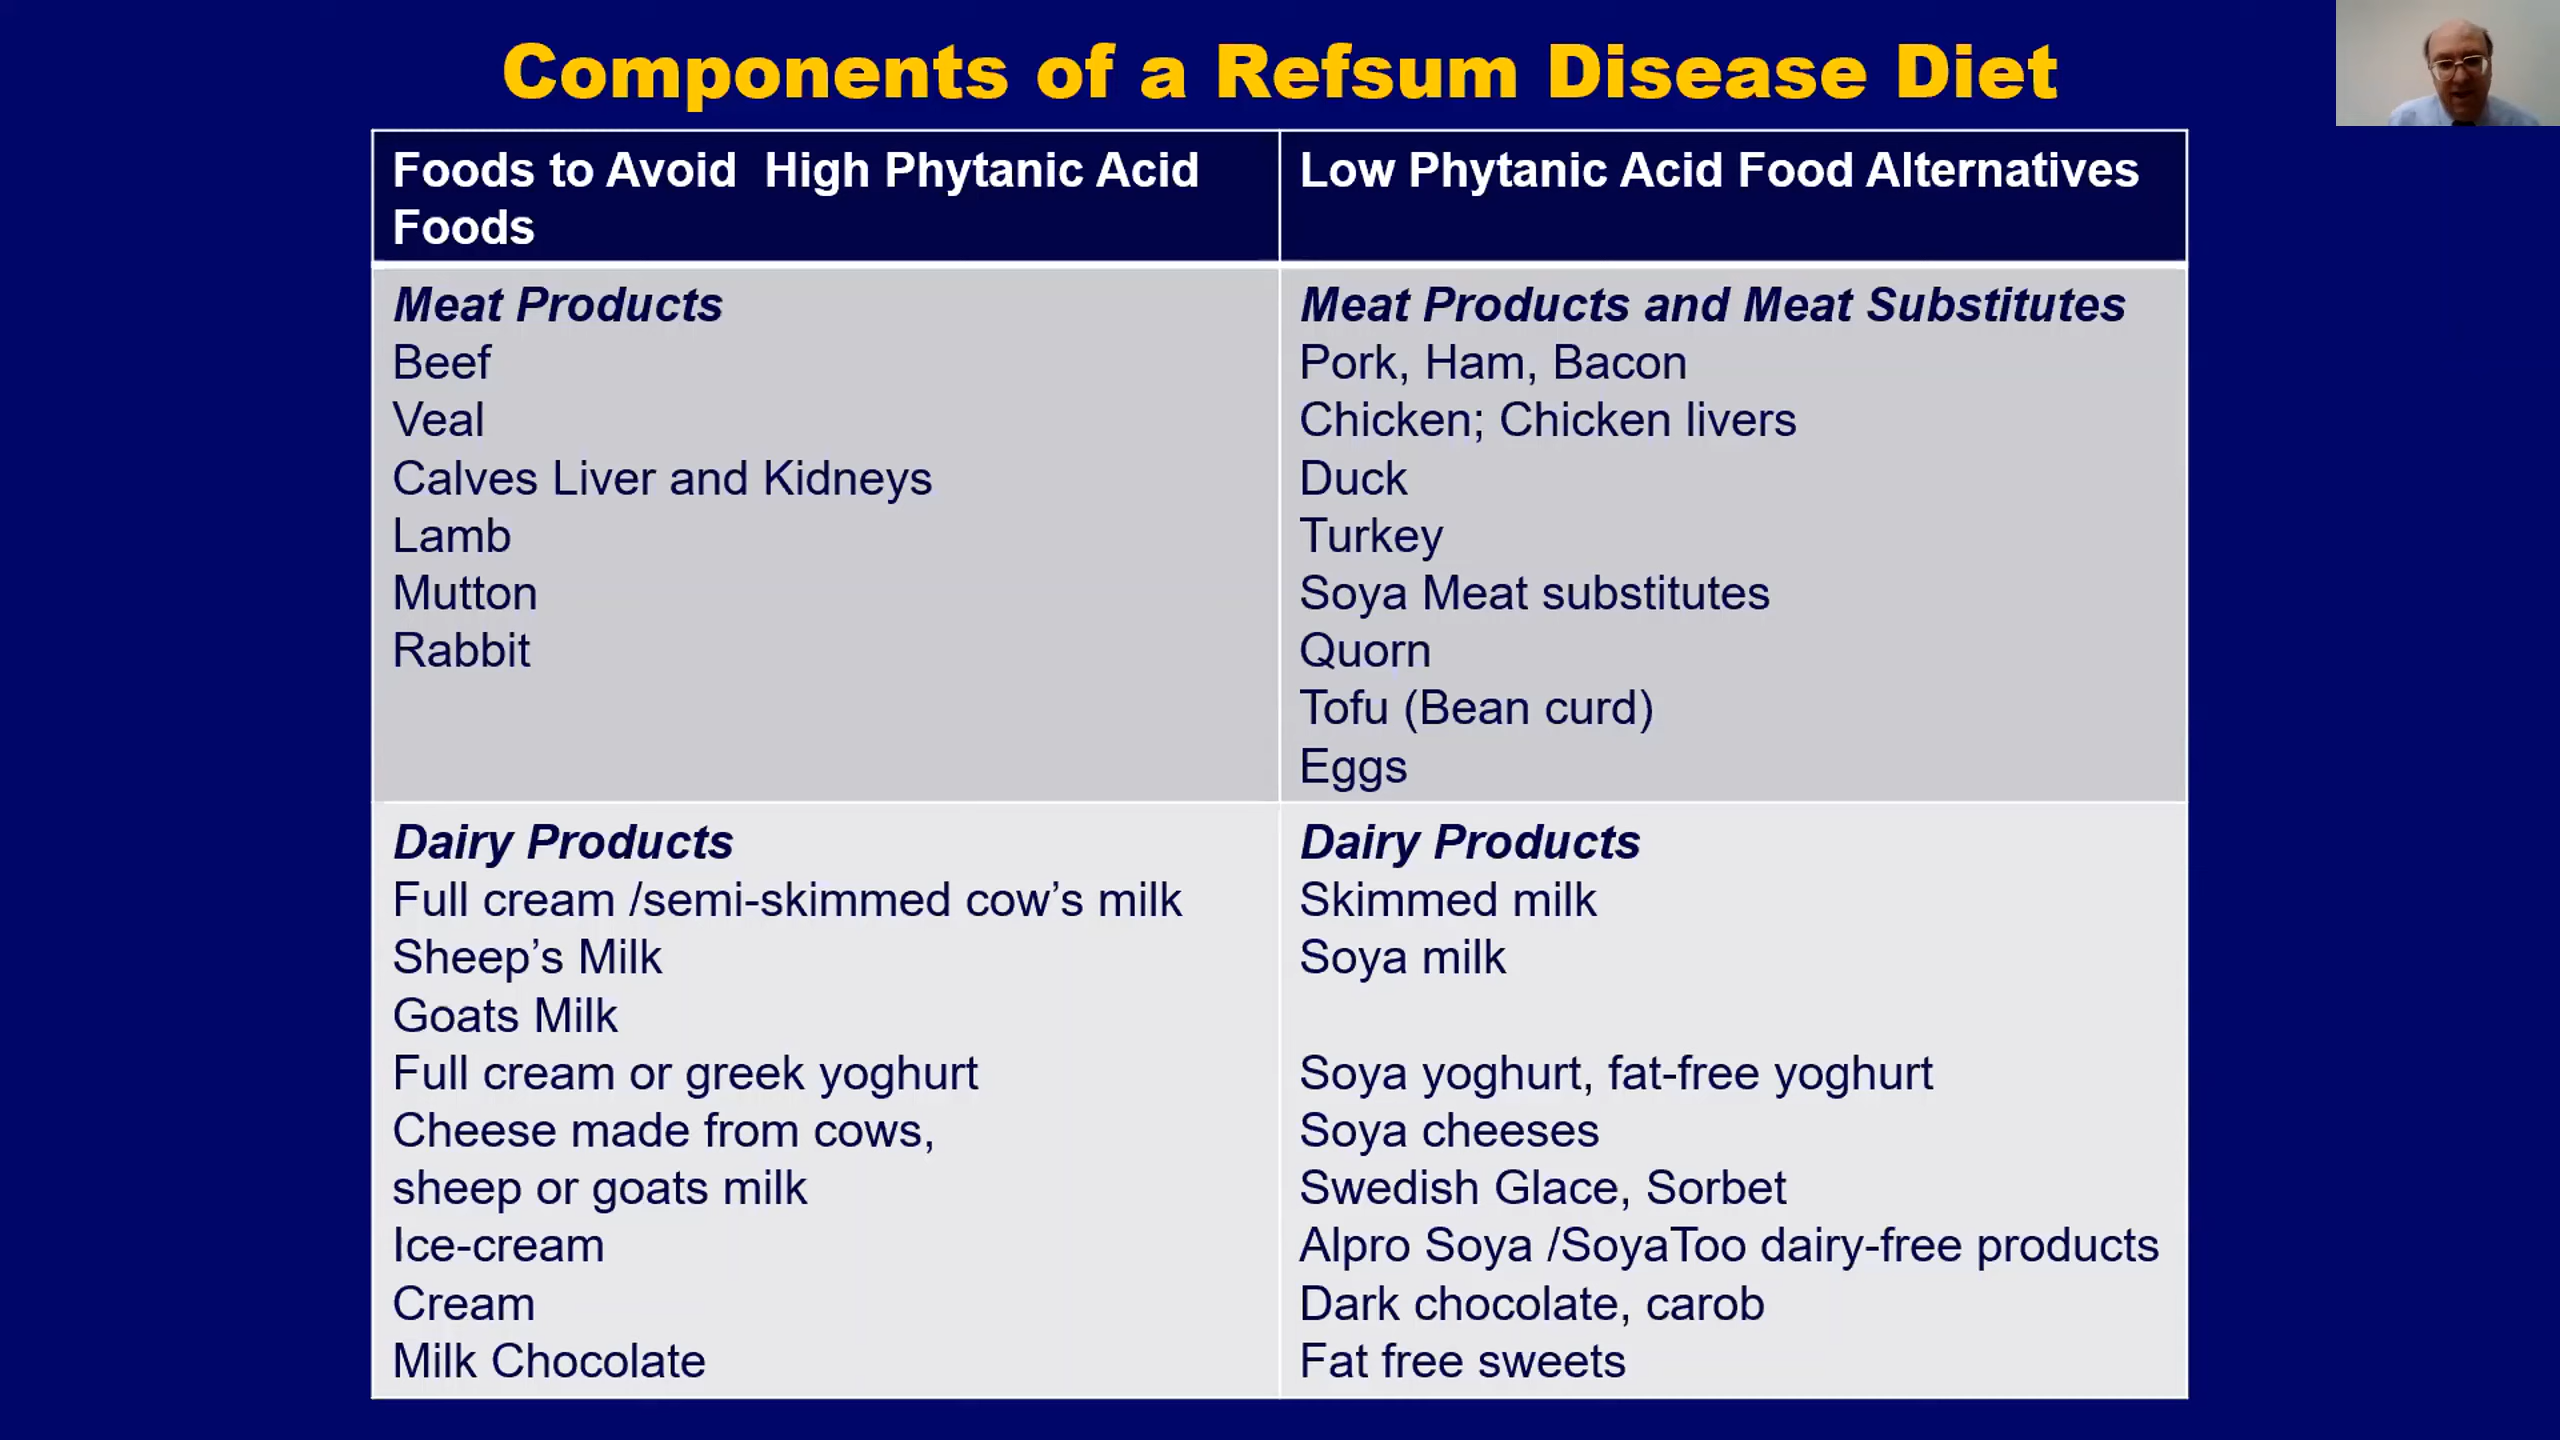 Components of a Refsum Disease Diet
Foods to Avoid  High Phytanic Acid
Foods
Low Phytanic Acid Food Alternatives
Meat Products
Beef
Veal
Calves Liver and Kidneys
Lamb
Mutton
Rabbit
Meat Products and Meat Substitutes
Pork, Ham, Bacon
Chicken; Chicken livers
Duck
Turkey
Soya Meat substitutes
Quorn
Tofu (Bean curd)
Eggs
Dairy Products
Full cream /semi-skimmed cow’s milk
Sheep’s Milk
Goats Milk
Full cream or greek yoghurt
Cheese made from cows,
sheep or goats milk
Ice-cream
Cream
Milk Chocolate
Dairy Products
Skimmed milk
Soya milk
Soya yoghurt, fat-free yoghurt
Soya cheeses
Swedish Glace, Sorbet
Alpro Soya /SoyaToo dairy-free products
Dark chocolate, carob
Fat free sweets